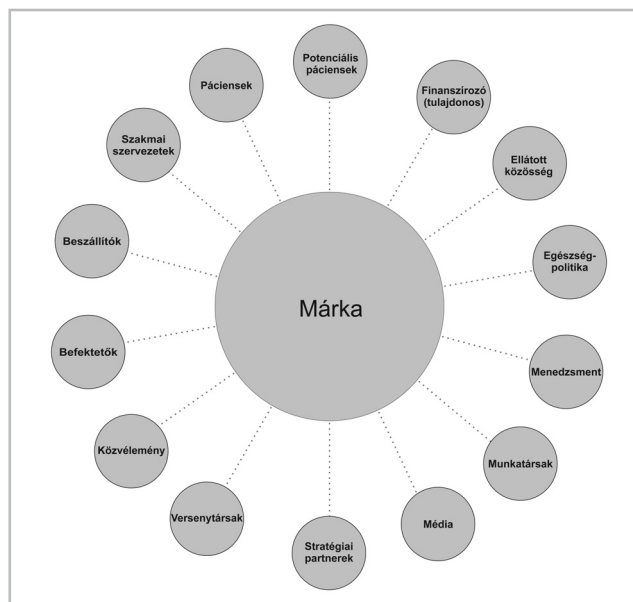 Potenciális
páciensek
Finanszírozó
(tulajdonos)
Ellátott
közösség
Egészség-
politika
Menedzsment
Munkatársak
Média
Stratégiai
partnerek
Versenytársak
Közvélemény
Befektetők
Beszállítók
Szakmai
szervezetek
Páciensek
Márka